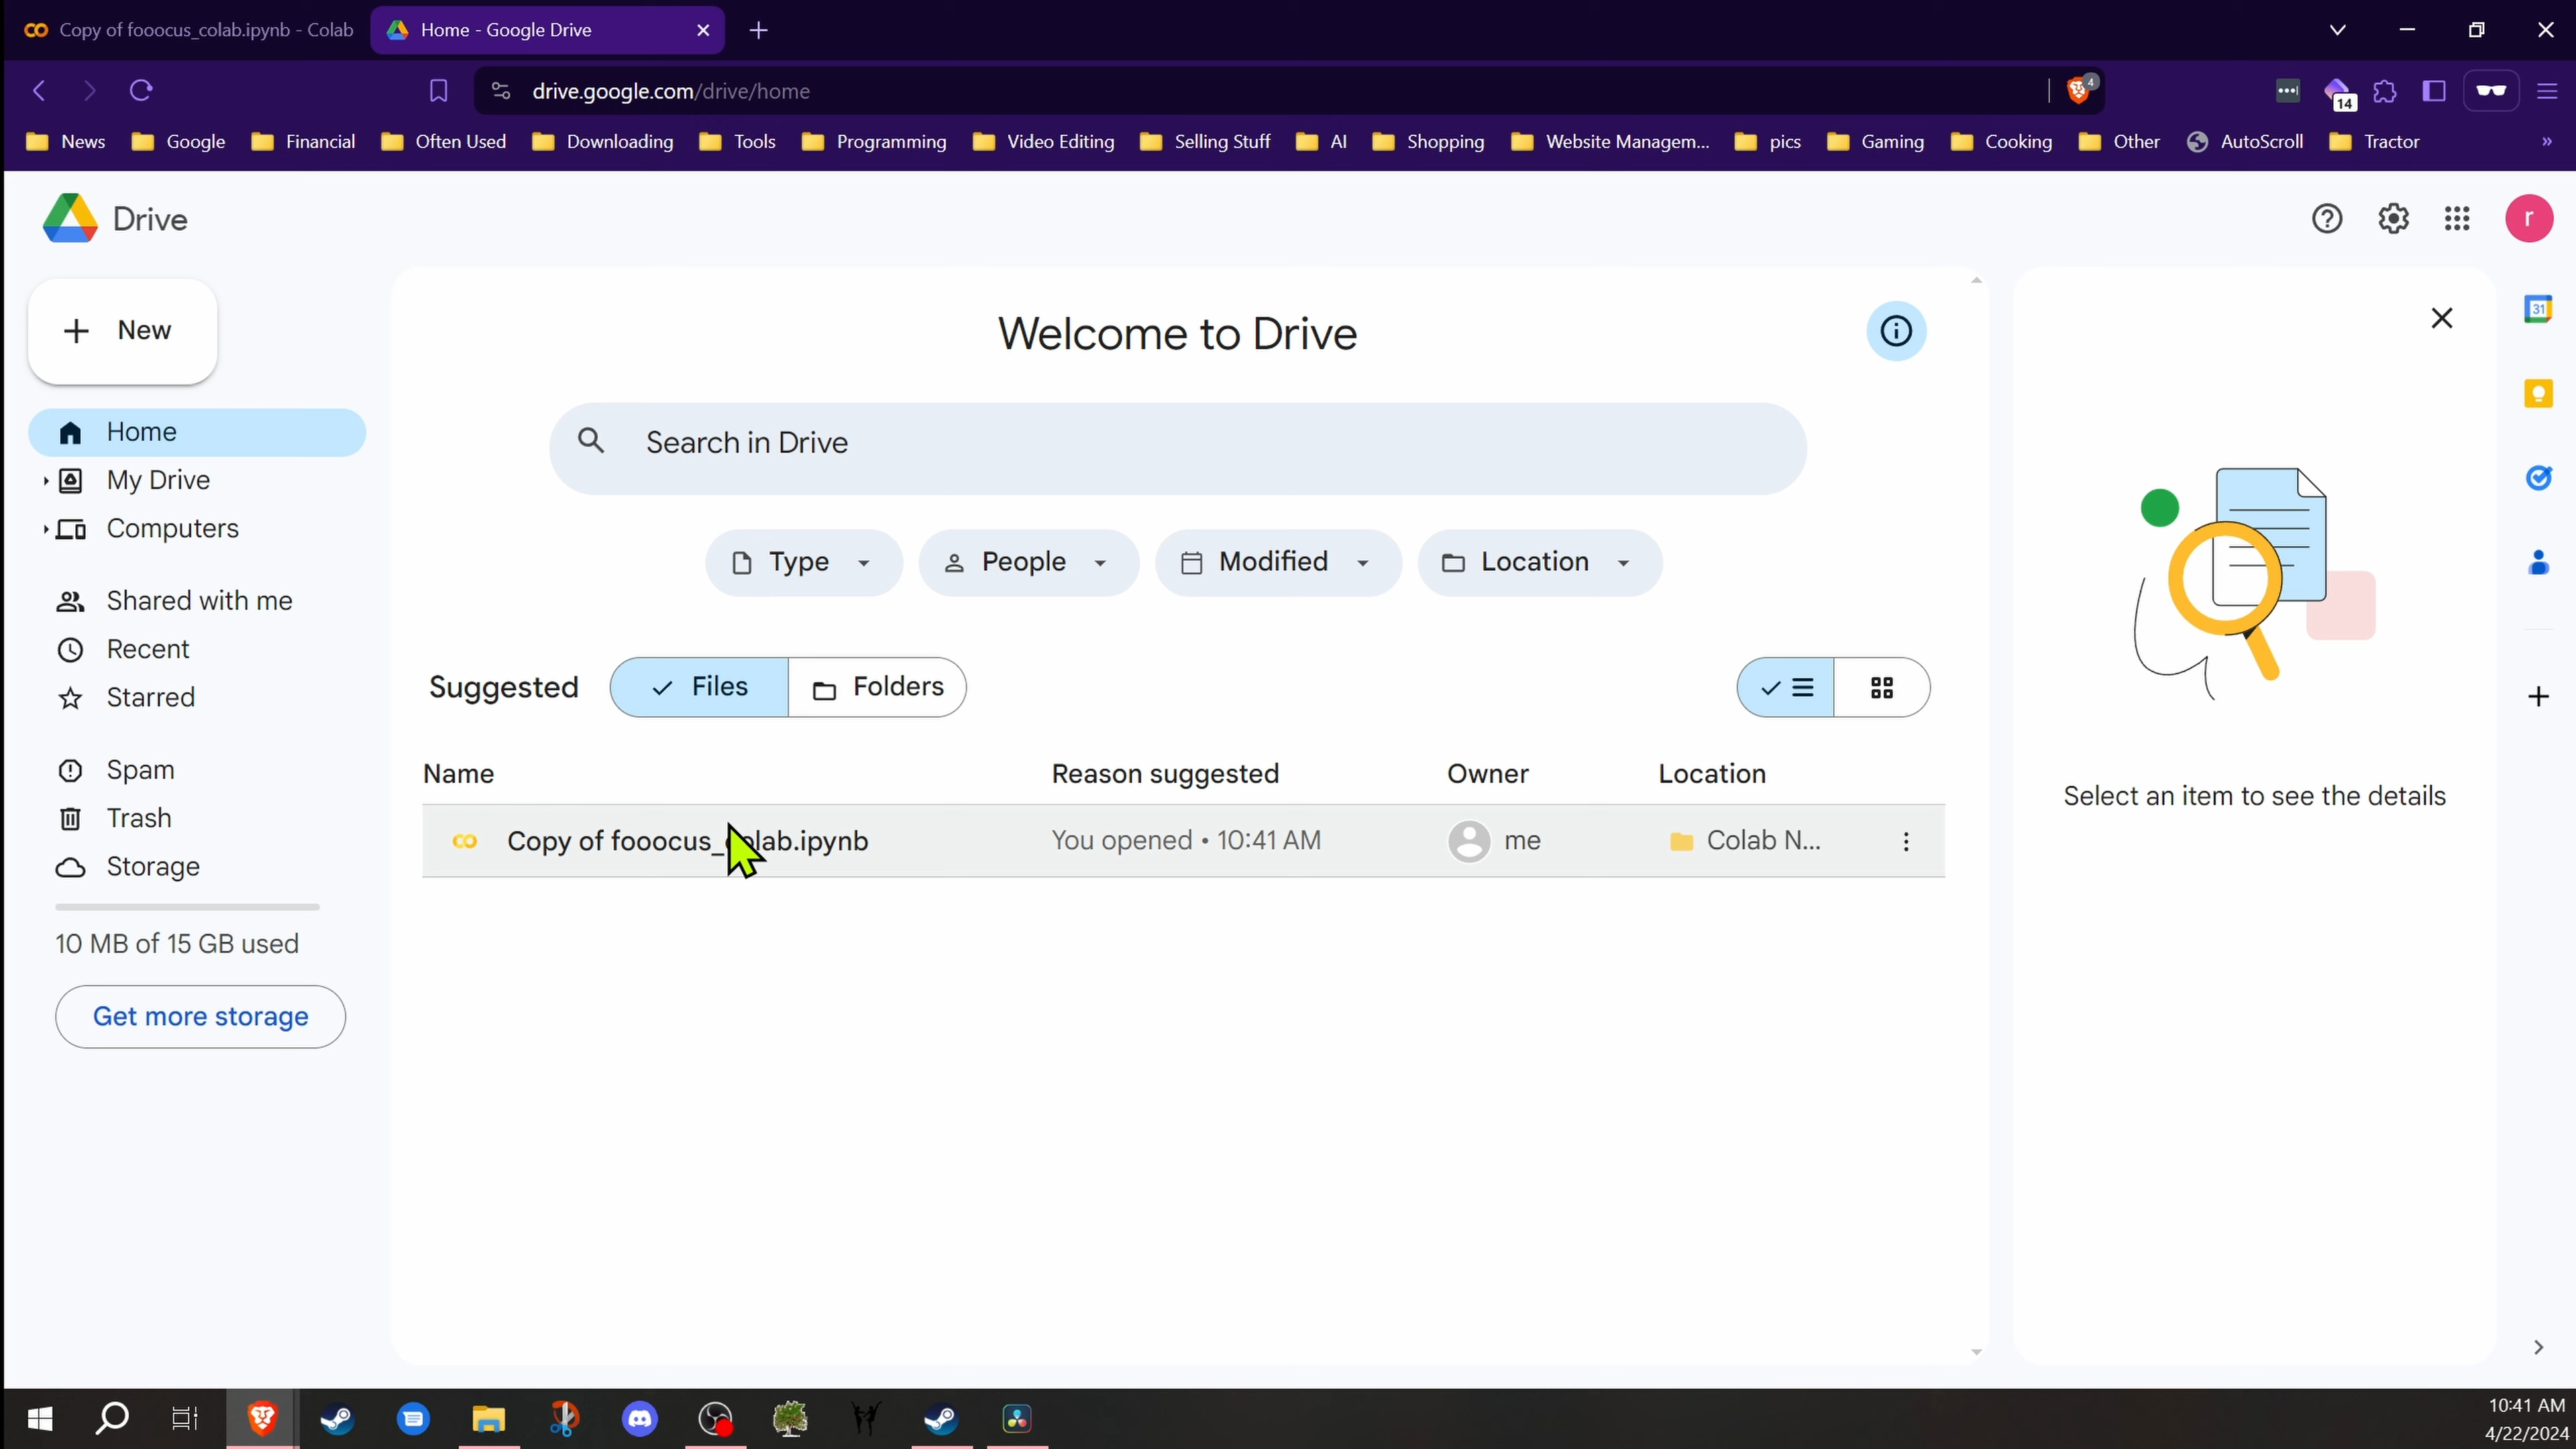 Copy of fooocus_colab.ipynb - Colab
Home - Google Drive
drive.google.com/drive/home
4
14
News
Google
Financial
Often Used
Downloading
Tools
Programming
Video Editing
Selling Stuff
AI
Shopping
Website Managem...
pics
Gaming
Cooking
Other
AutoScroll
Tractor
»
Drive
r
New
Welcome to Drive
31
Home
Search in Drive
My Drive
Computers
Type
People
Modified
Location
Shared with me
Recent
Starred
Suggested
Files
Folders
Spam
Trash
Storage
Name
Reason suggested
Owner
Location
Select an item to see the details
Copy of fooocus_colab.ipynb
You opened • 10:41 AM
me
Colab N...
10 MB of 15 GB used
Get more storage
10:41 AM
4/22/2024